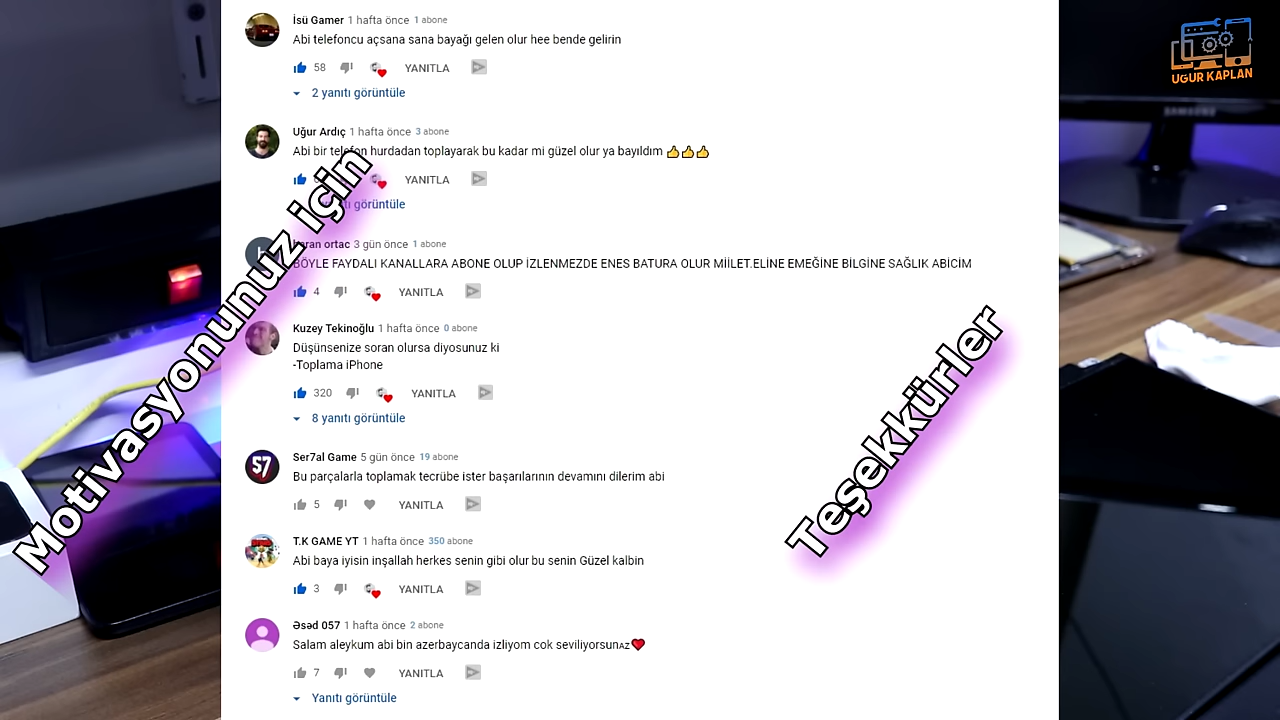 İsü Gamer 1 hafta önce 1 abone
Abi telefoncu açsana sana bayağı gelen olur hee bende gelirin
58 YANITLA
2 yanıtı görüntüle
Uğur Ardıç 1 hafta önce 3 abone
Abi bir telefon hurdadan toplayarak bu kadar mi güzel olur ya bayıldım 👍👍👍
YANITLA
görüntüle
ortac 3 gün önce 1 abone
BÖYLE FAYDALI KANALLARA ABONE OLUP İZLENMEZDE ENES BATURA OLUR MİİLET.ELİNE EMEĞİNE BİLGİNE SAĞLIK ABİCİM
4 YANITLA
Kuzey Tekinoğlu 1 hafta önce 0 abone
Düşünsenize soran olursa diyosunuz ki
-Toplama iPhone
320 YANITLA
8 yanıtı görüntüle
Ser7al Game 5 gün önce 19 abone
Bu parçalarla toplamak tecrübe ister başarılarının devamını dilerim abi
5 YANITLA
T.K GAME YT 1 hafta önce 350 abone
Abi baya iyisin inşallah herkes senin gibi olur bu senin Güzel kalbin
3 YANITLA
Əsəd 057 1 hafta önce 2 abone
Salam aleykum abi bin azerbaycanda izliyom cok seviliyorsunAZ❤
7 YANITLA
Yanıtı görüntüle
Motivasyonunuz için
Teşekkürler
UGUR KAPLAN
S7